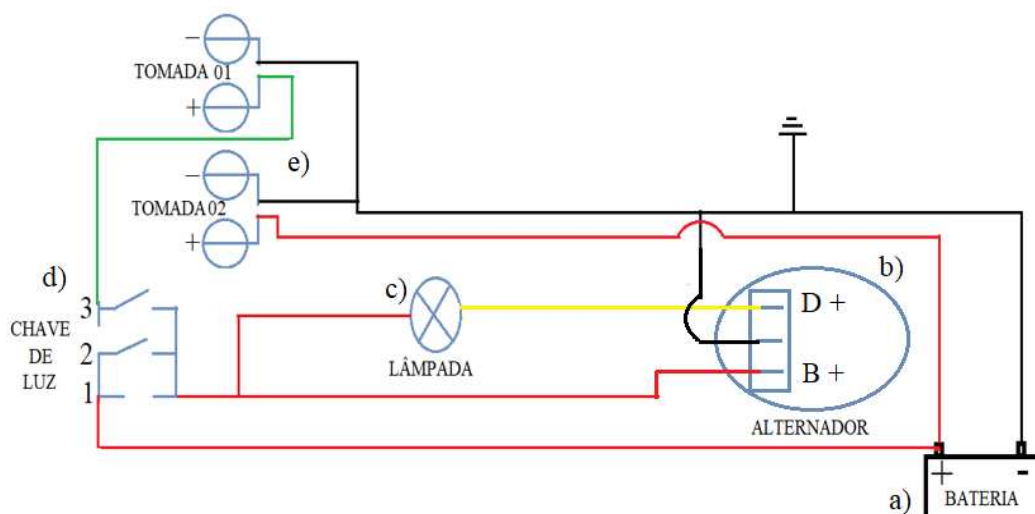 −
TOMADA 01
+
e)
−
TOMADA 02
+
d)
3
CHAVE
2
DE
LUZ
1
c)
LÂMPADA
b)
D +
B +
ALTERNADOR
+
-
a)
BATERIA